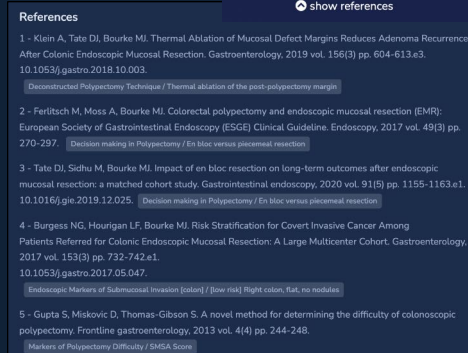 show references
References
1 - Klein A, Tate DJ, Bourke MJ. Thermal Ablation of Mucosal Defect Margins Reduces Adenoma Recurrence
After Colonic Endoscopic Mucosal Resection. Gastroenterology, 2019 vol. 156(3) pp. 604-613.e3.
10.1053/j.gastro.2018.10.003.
Deconstructed Polypectomy Technique / Thermal ablation of the post-polypectomy margin
2 - Ferlitsch M, Moss A, Bourke MJ. Colorectal polypectomy and endoscopic mucosal resection (EMR):
European Society of Gastrointestinal Endoscopy (ESGE) Clinical Guideline. Endoscopy, 2017 vol. 49(3) pp.
270-297. Decision making in Polypectomy / En bloc versus piecemeal resection
3 - Tate DJ, Sidhu M, Bourke MJ. Impact of en bloc resection on long-term outcomes after endoscopic
mucosal resection: a matched cohort study. Gastrointestinal endoscopy, 2020 vol. 91(5) pp. 1155-1163.e1.
10.1016/j.gie.2019.12.025. Decision making in Polypectomy / En bloc versus piecemeal resection
4 - Burgess NG, Hourigan LF, Bourke MJ. Risk Stratification for Covert Invasive Cancer Among
Patients Referred for Colonic Endoscopic Mucosal Resection: A Large Multicenter Cohort. Gastroenterology,
2017 vol. 153(3) pp. 732-742.e1.
10.1053/j.gastro.2017.05.047.
Endoscopic Markers of Submucosal Invasion [colon] / [low risk] Right colon, flat, no nodules
5 - Gupta S, Miskovic D, Thomas-Gibson S. A novel method for determining the difficulty of colonoscopic
polypectomy. Frontline gastroenterology, 2013 vol. 4(4) pp. 244-248.
Markers of Polypectomy Difficulty / SMSA Score